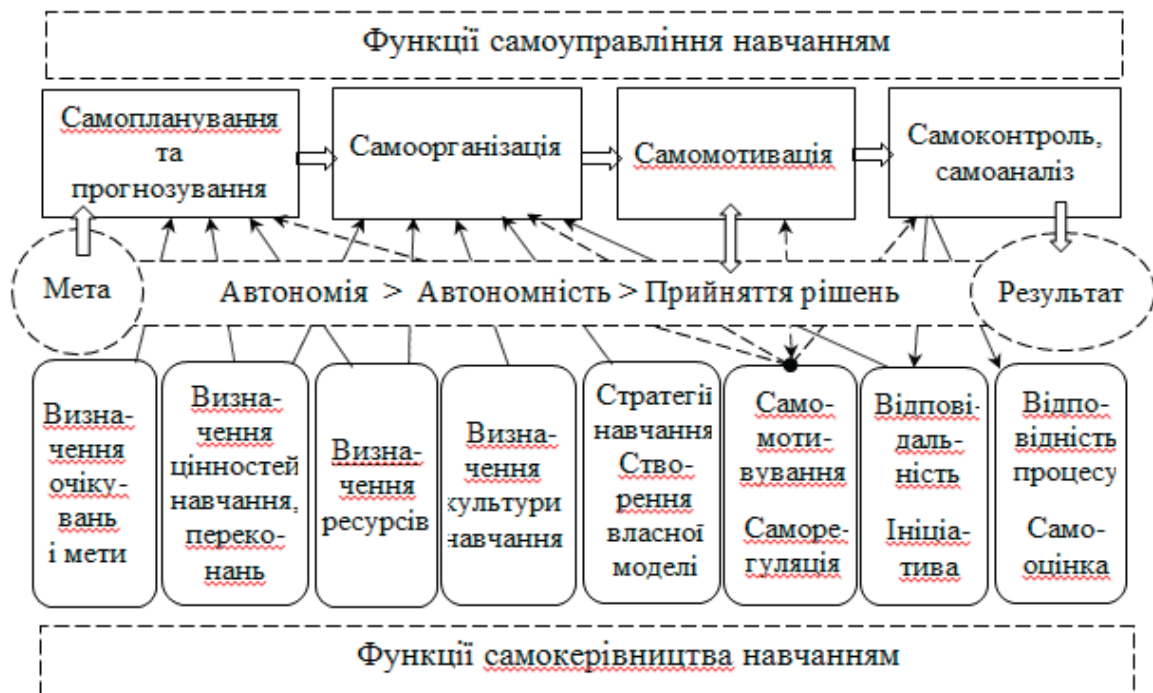 Функції самоуправління навчанням
Самопланування
та
прогнозування
Самоорганізація
Самомотивація
Самоконтроль,
самоаналіз
Мета
Автономія > Автономність > Прийняття рішень
Результат
Визна-
чення
очіку-
вань
і мети
Визна-
чення
цінностей
навчання,
переко-
нань
Визна-
чення
ресурсів
Визна-
чення
культури
навчання
Стратегії
навчання
Ство-
рення
власної
моделі
Само-
моти-
вування
Саморе-
гуляція
Відпові-
даль-
ність
Ініціа-
тива
Відпо-
відність
процесу
Само-
оцінка
Функції самокерівництва навчанням